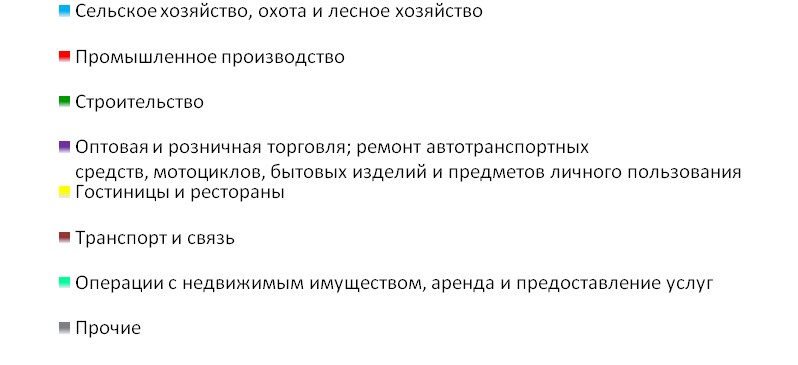 Сельское хозяйство, охота и лесное хозяйство
Промышленное производство
Строительство
Оптовая и розничная торговля; ремонт автотранспортных
средств, мотоциклов, бытовых изделий и предметов личного пользования
Гостиницы и рестораны
Транспорт и связь
Операции с недвижимым имуществом, аренда и предоставление услуг
Прочие